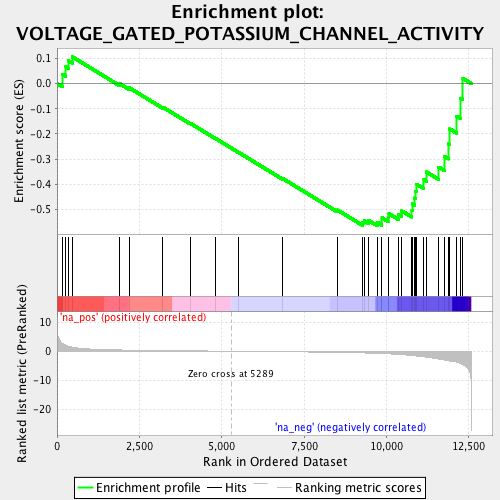 Enrichment plot:
VOLTAGE_GATED_POTASSIUM_CHANNEL_ACTIVITY
Enrichment score (ES)
0.1
0.0
-0.1
-0.2
-0.3
-0.4
-0.5
'na_pos' (positively correlated)
Ranked list metric (PreRanked)
10
5
0
-5
-10
-20
Zero cross at 5289
'na_neg' (negatively correlated)
0
2,500
5,000
7,500
10,000
12,500
Rank in Ordered Dataset
Enrichment profile
Hits
Ranking metric scores